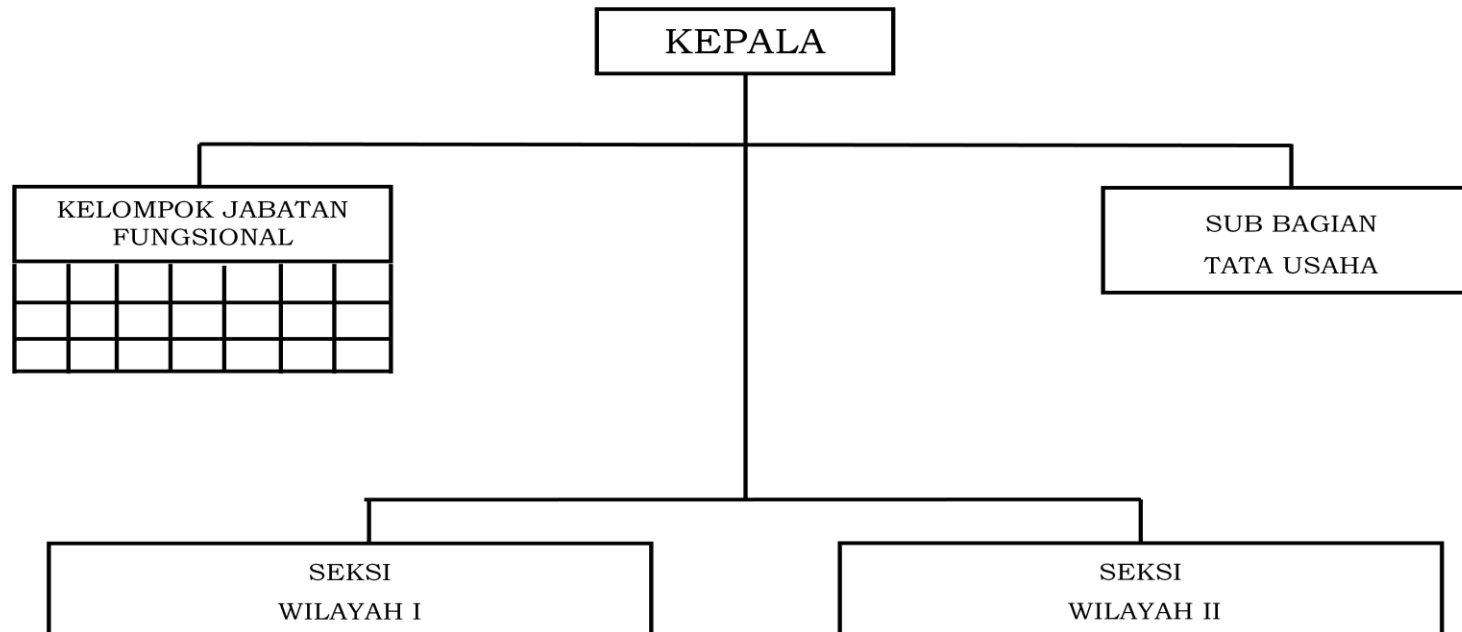 KEPALA
KELOMPOK JABATAN
FUNGSIONAL
SUB BAGIAN
TATA USAHA
SEKSI
WILAYAH I
SEKSI
WILAYAH II